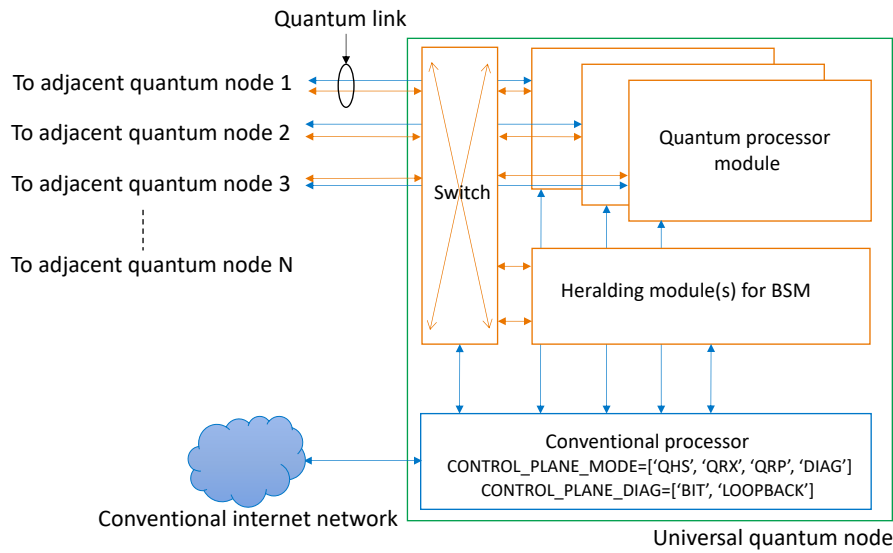 Quantum link
To adjacent quantum node 1
To adjacent quantum node 2
To adjacent quantum node 3
To adjacent quantum node N
Switch
Quantum processor
module
Heralding module(s) for BSM
Conventional processor
CONTROL_PLANE_MODE=[‘QHS’, ‘QRX’, ‘QRP’, ‘DIAG’]
CONTROL_PLANE_DIAG=[‘BIT’, ‘LOOPBACK’]
Conventional internet network
Universal quantum node